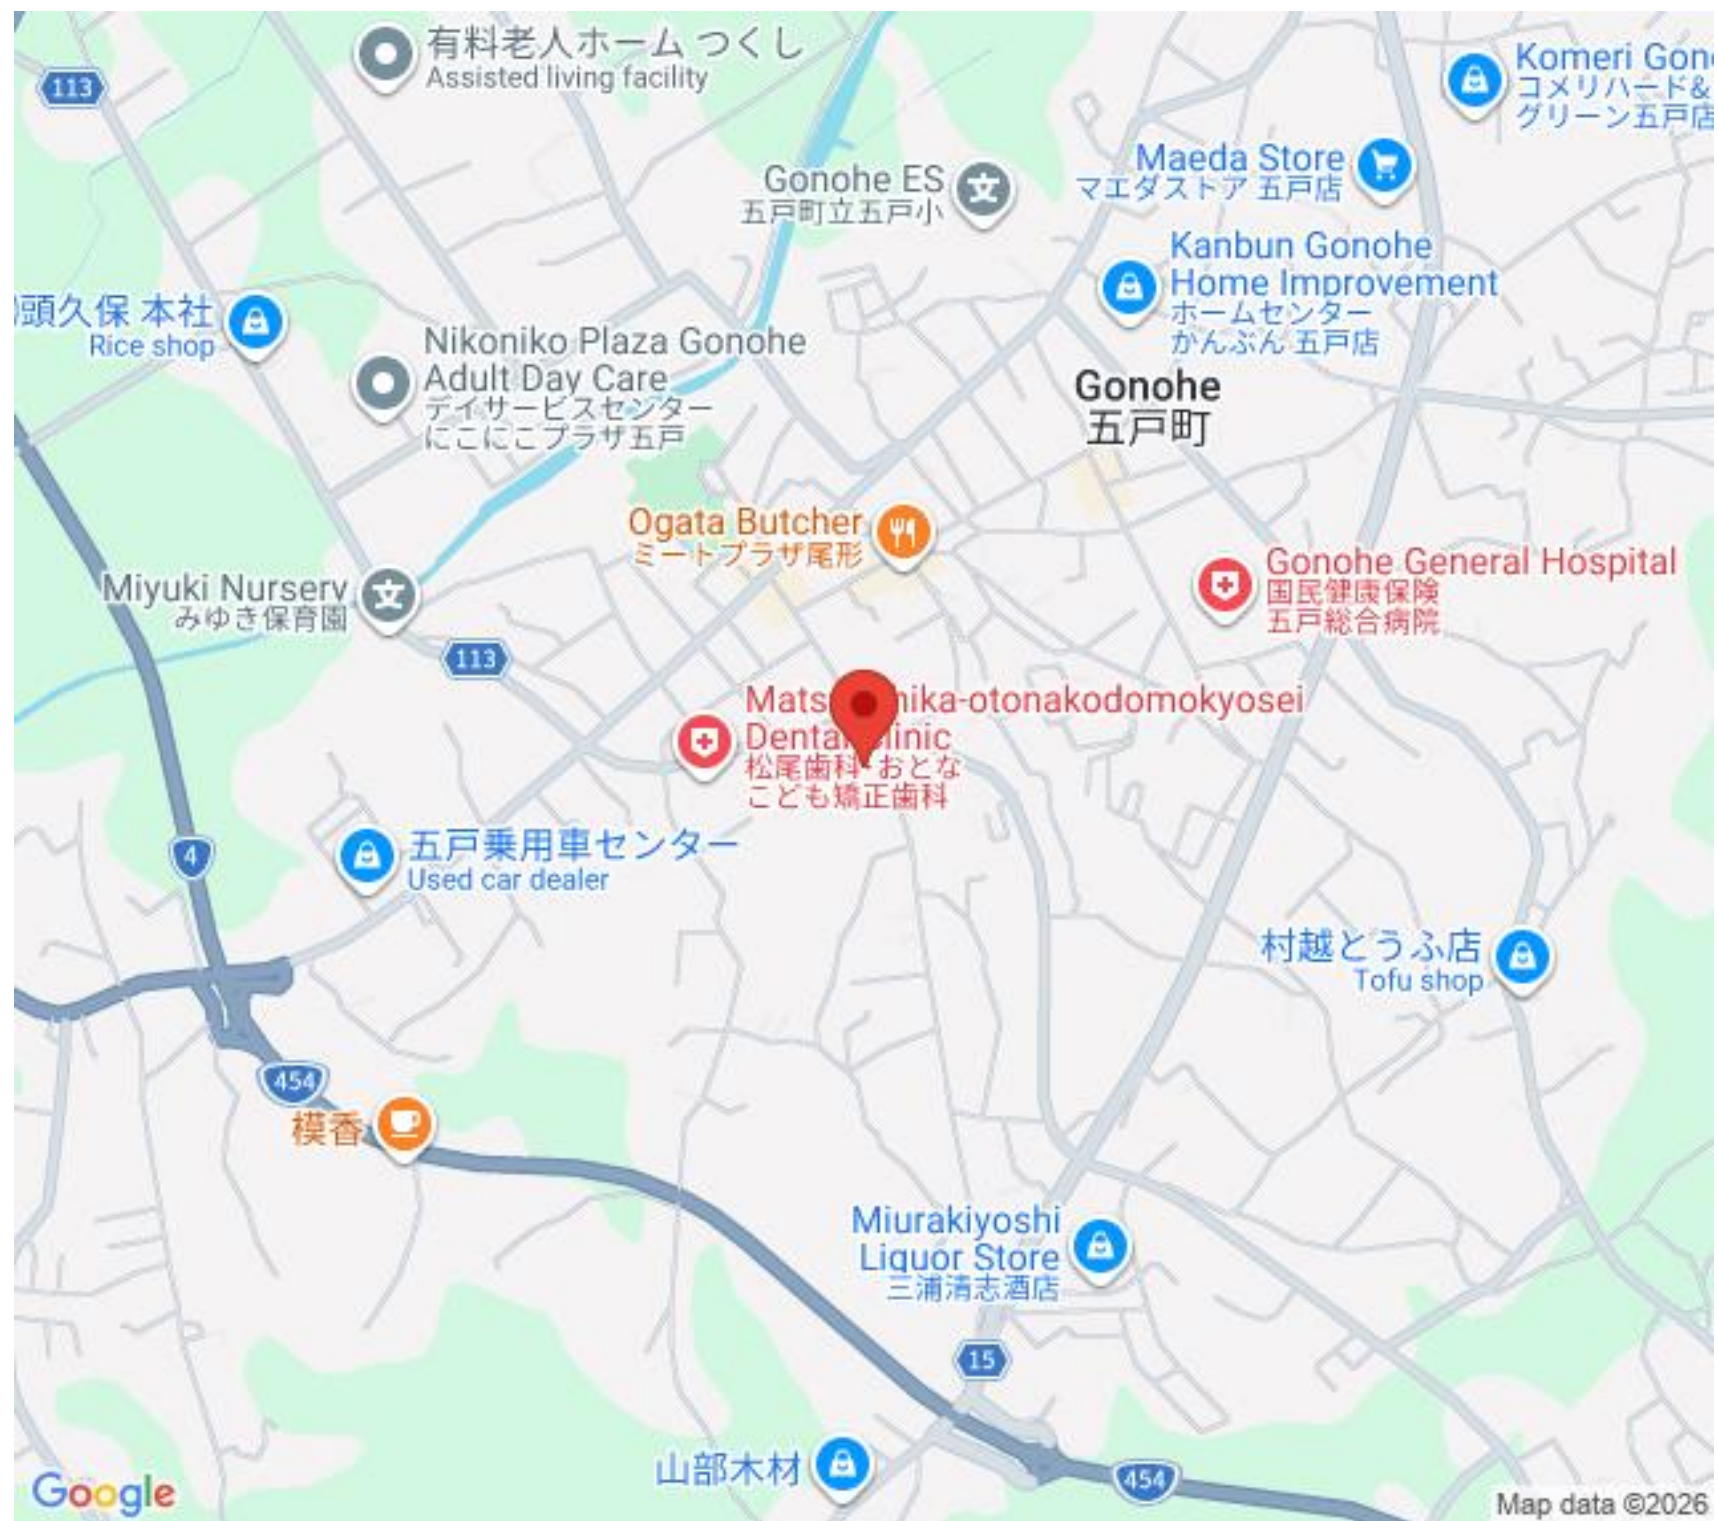 有料老人ホーム つくし
Assisted living facility
113
Komeri Gon
コメリハード&
グリーン五戸店
Maeda Store
マエダストア 五戸店
Gonohe ES
五戸町立五戸小
Kanbun Gonohe
Home Improvement
ホームセンター
かんぶん 五戸店
頭久保 本社
Rice shop
Nikoniko Plaza Gonohe
Adult Day Care
デイサービスセンター
にこにこプラザ五戸
Gonohe
五戸町
Ogata Butcher
ミートプラザ尾形
Gonohe General Hospital
国民健康保険
五戸総合病院
Miyuki Nursery
みゆき保育園
113
Dental Clinic
松尾歯科・おとな
こども矯正歯科
五戸乗用車センター
Used car dealer
4
村越とうふ店
Tofu shop
454
模香
Miurakiyoshi
Liquor Store
三浦清志酒店
15
山部木材
454
Google
Map data ©2026